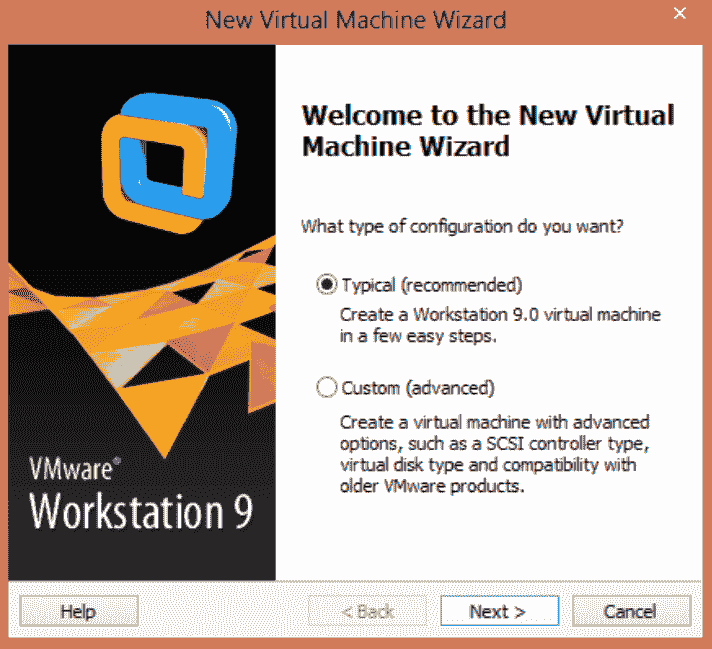 New Virtual Machine Wizard
Welcome to the New Virtual
Machine Wizard
What type of configuration do you want?
Typical (recommended)
Create a Workstation 9.0 virtual machine
in a few easy steps.
Custom (advanced)
Create a virtual machine with advanced
options, such as a SCSI controller type,
virtual disk type and compatibility with
older VMware products.
VMware®
Workstation 9
Help
< Back
Next >
Cancel